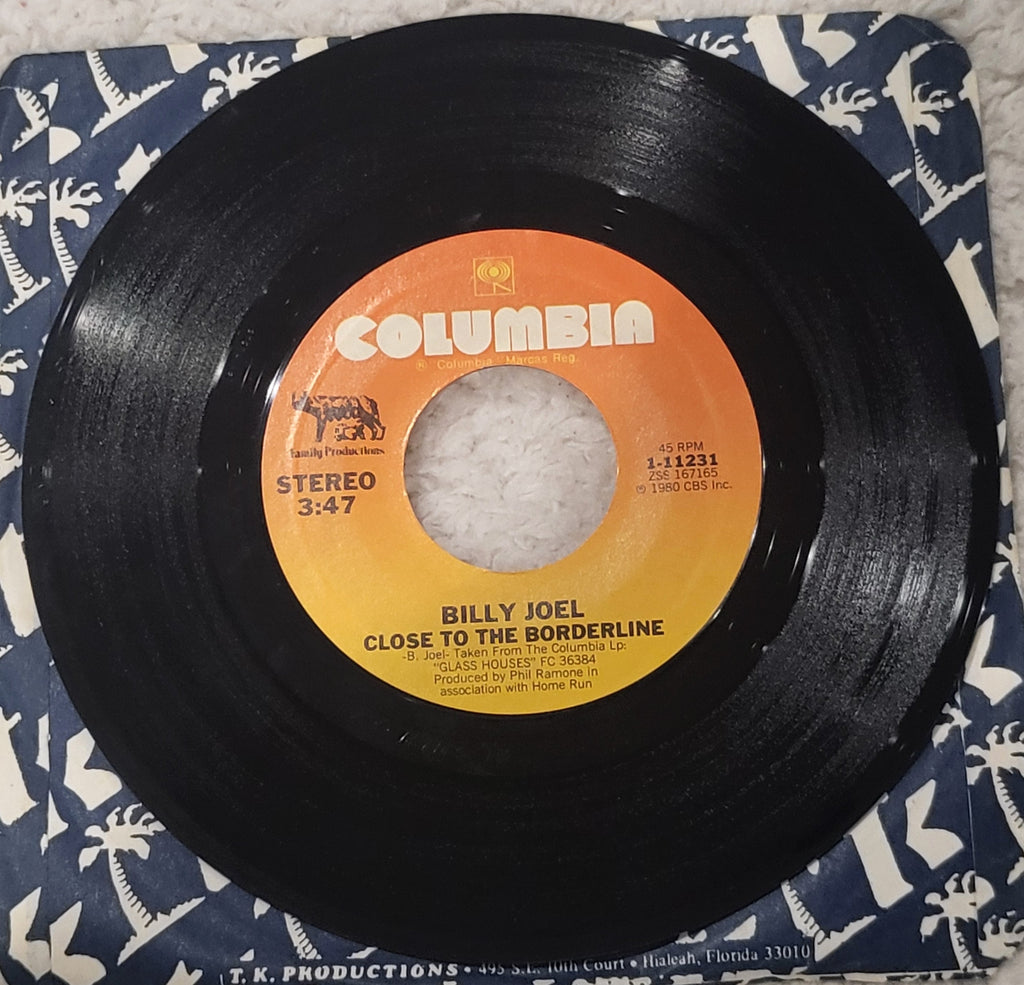 COLUMBIA
® Columbia Marcas Reg.
Family Productions
STEREO
3:47
45 RPM
1-11231
ZSS 167165
℗ 1980 CBS Inc.
BILLY JOEL
CLOSE TO THE BORDERLINE
-B. Joel- Taken From The Columbia Lp:
"GLASS HOUSES" FC 36384
Produced by Phil Ramone in
association with Home Run
T. K. PRODUCTIONS • 495 S.E. 10th Court • Hialeah, Florida 33010